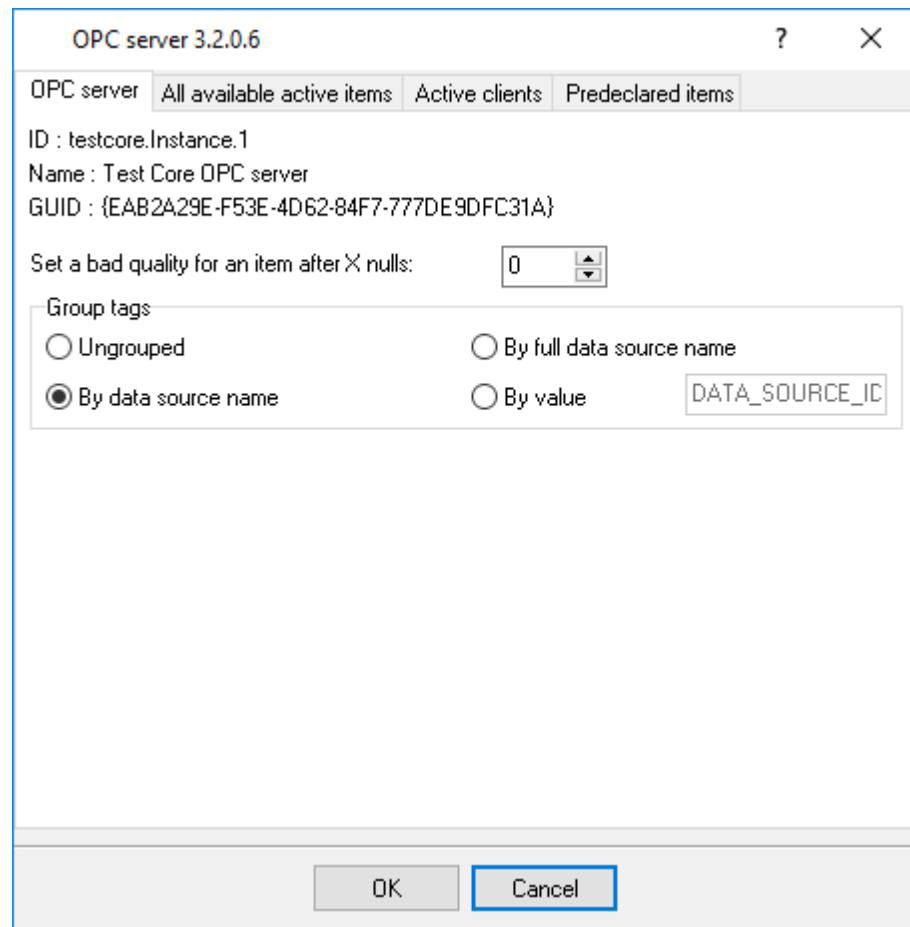 OPC server 3.2.0.6 ?
OPC server All available active items Active clients Predeclared items
ID : testcore.Instance.1
Name : Test Core OPC server
GUID : {EAB2A29E-F53E-4D62-84F7-777DE9DFC31A}
Set a bad quality for an item after X nulls: 0
Group tags
Ungrouped By full data source name
By data source name By value DATA_SOURCE_ID
OK Cancel